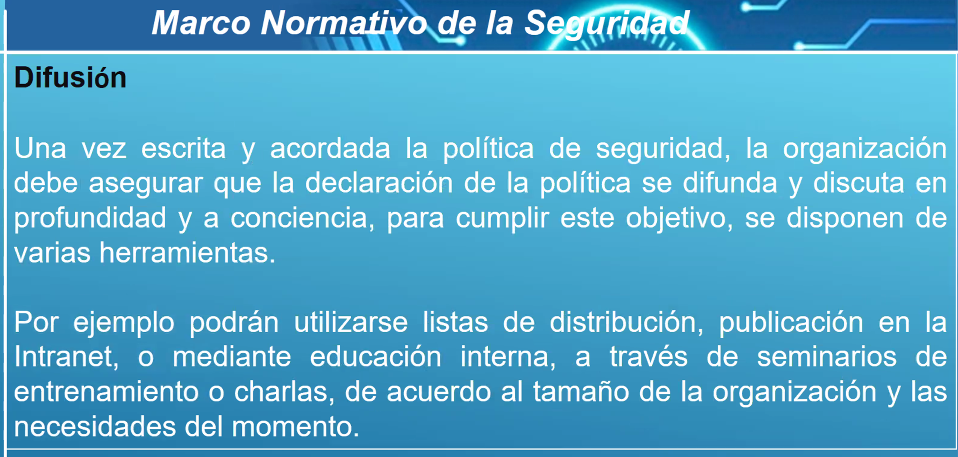 Marco Normativo de la Seguridad
Difusión
Una vez escrita y acordada la política de seguridad, la organización
debe asegurar que la declaración de la política se difunda y discuta en
profundidad y a conciencia, para cumplir este objetivo, se disponen de
varias herramientas.
Por ejemplo podrán utilizarse listas de distribución, publicación en la
Intranet, o mediante educación interna, a través de seminarios de
entrenamiento o charlas, de acuerdo al tamaño de la organización y las
necesidades del momento.